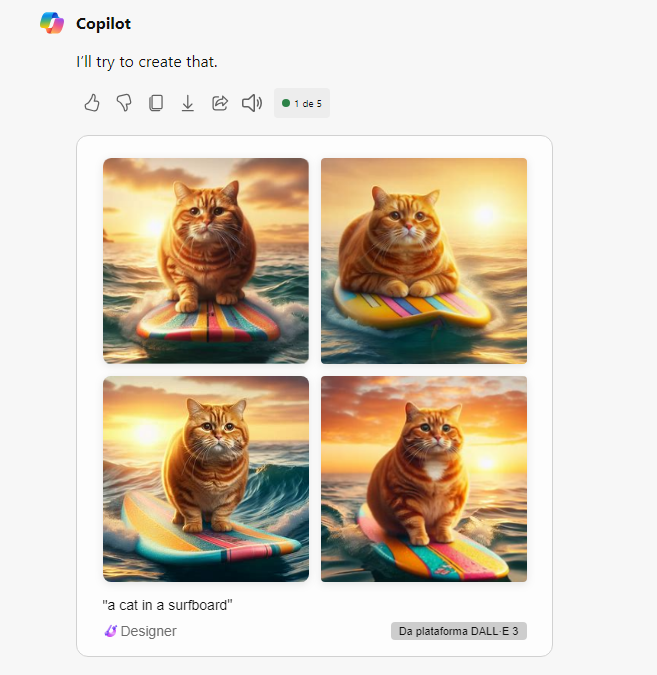 Copilot
I'll try to create that.
1 de 5
"a cat in a surfboard"
Designer
Da plataforma DALL·E 3